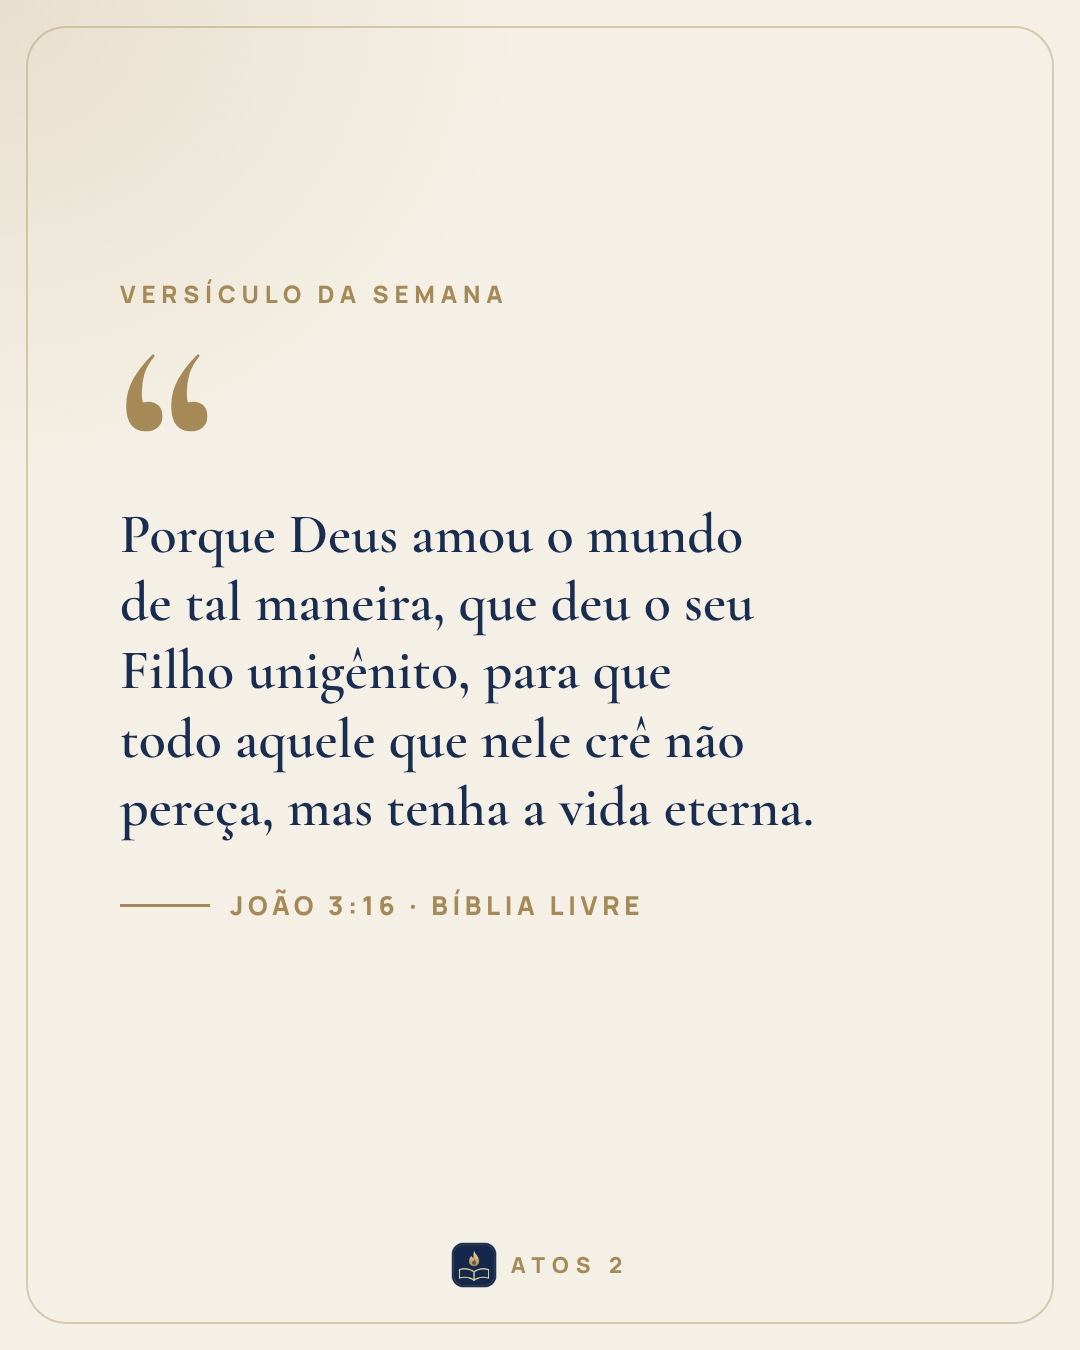 VERSÍCULO DA SEMANA
“
Porque Deus amou o mundo
de tal maneira, que deu o seu
Filho unigênito, para que
todo aquele que nele crê não
pereça, mas tenha a vida eterna.
JOÃO 3:16 · BÍBLIA LIVRE
ATOS 2